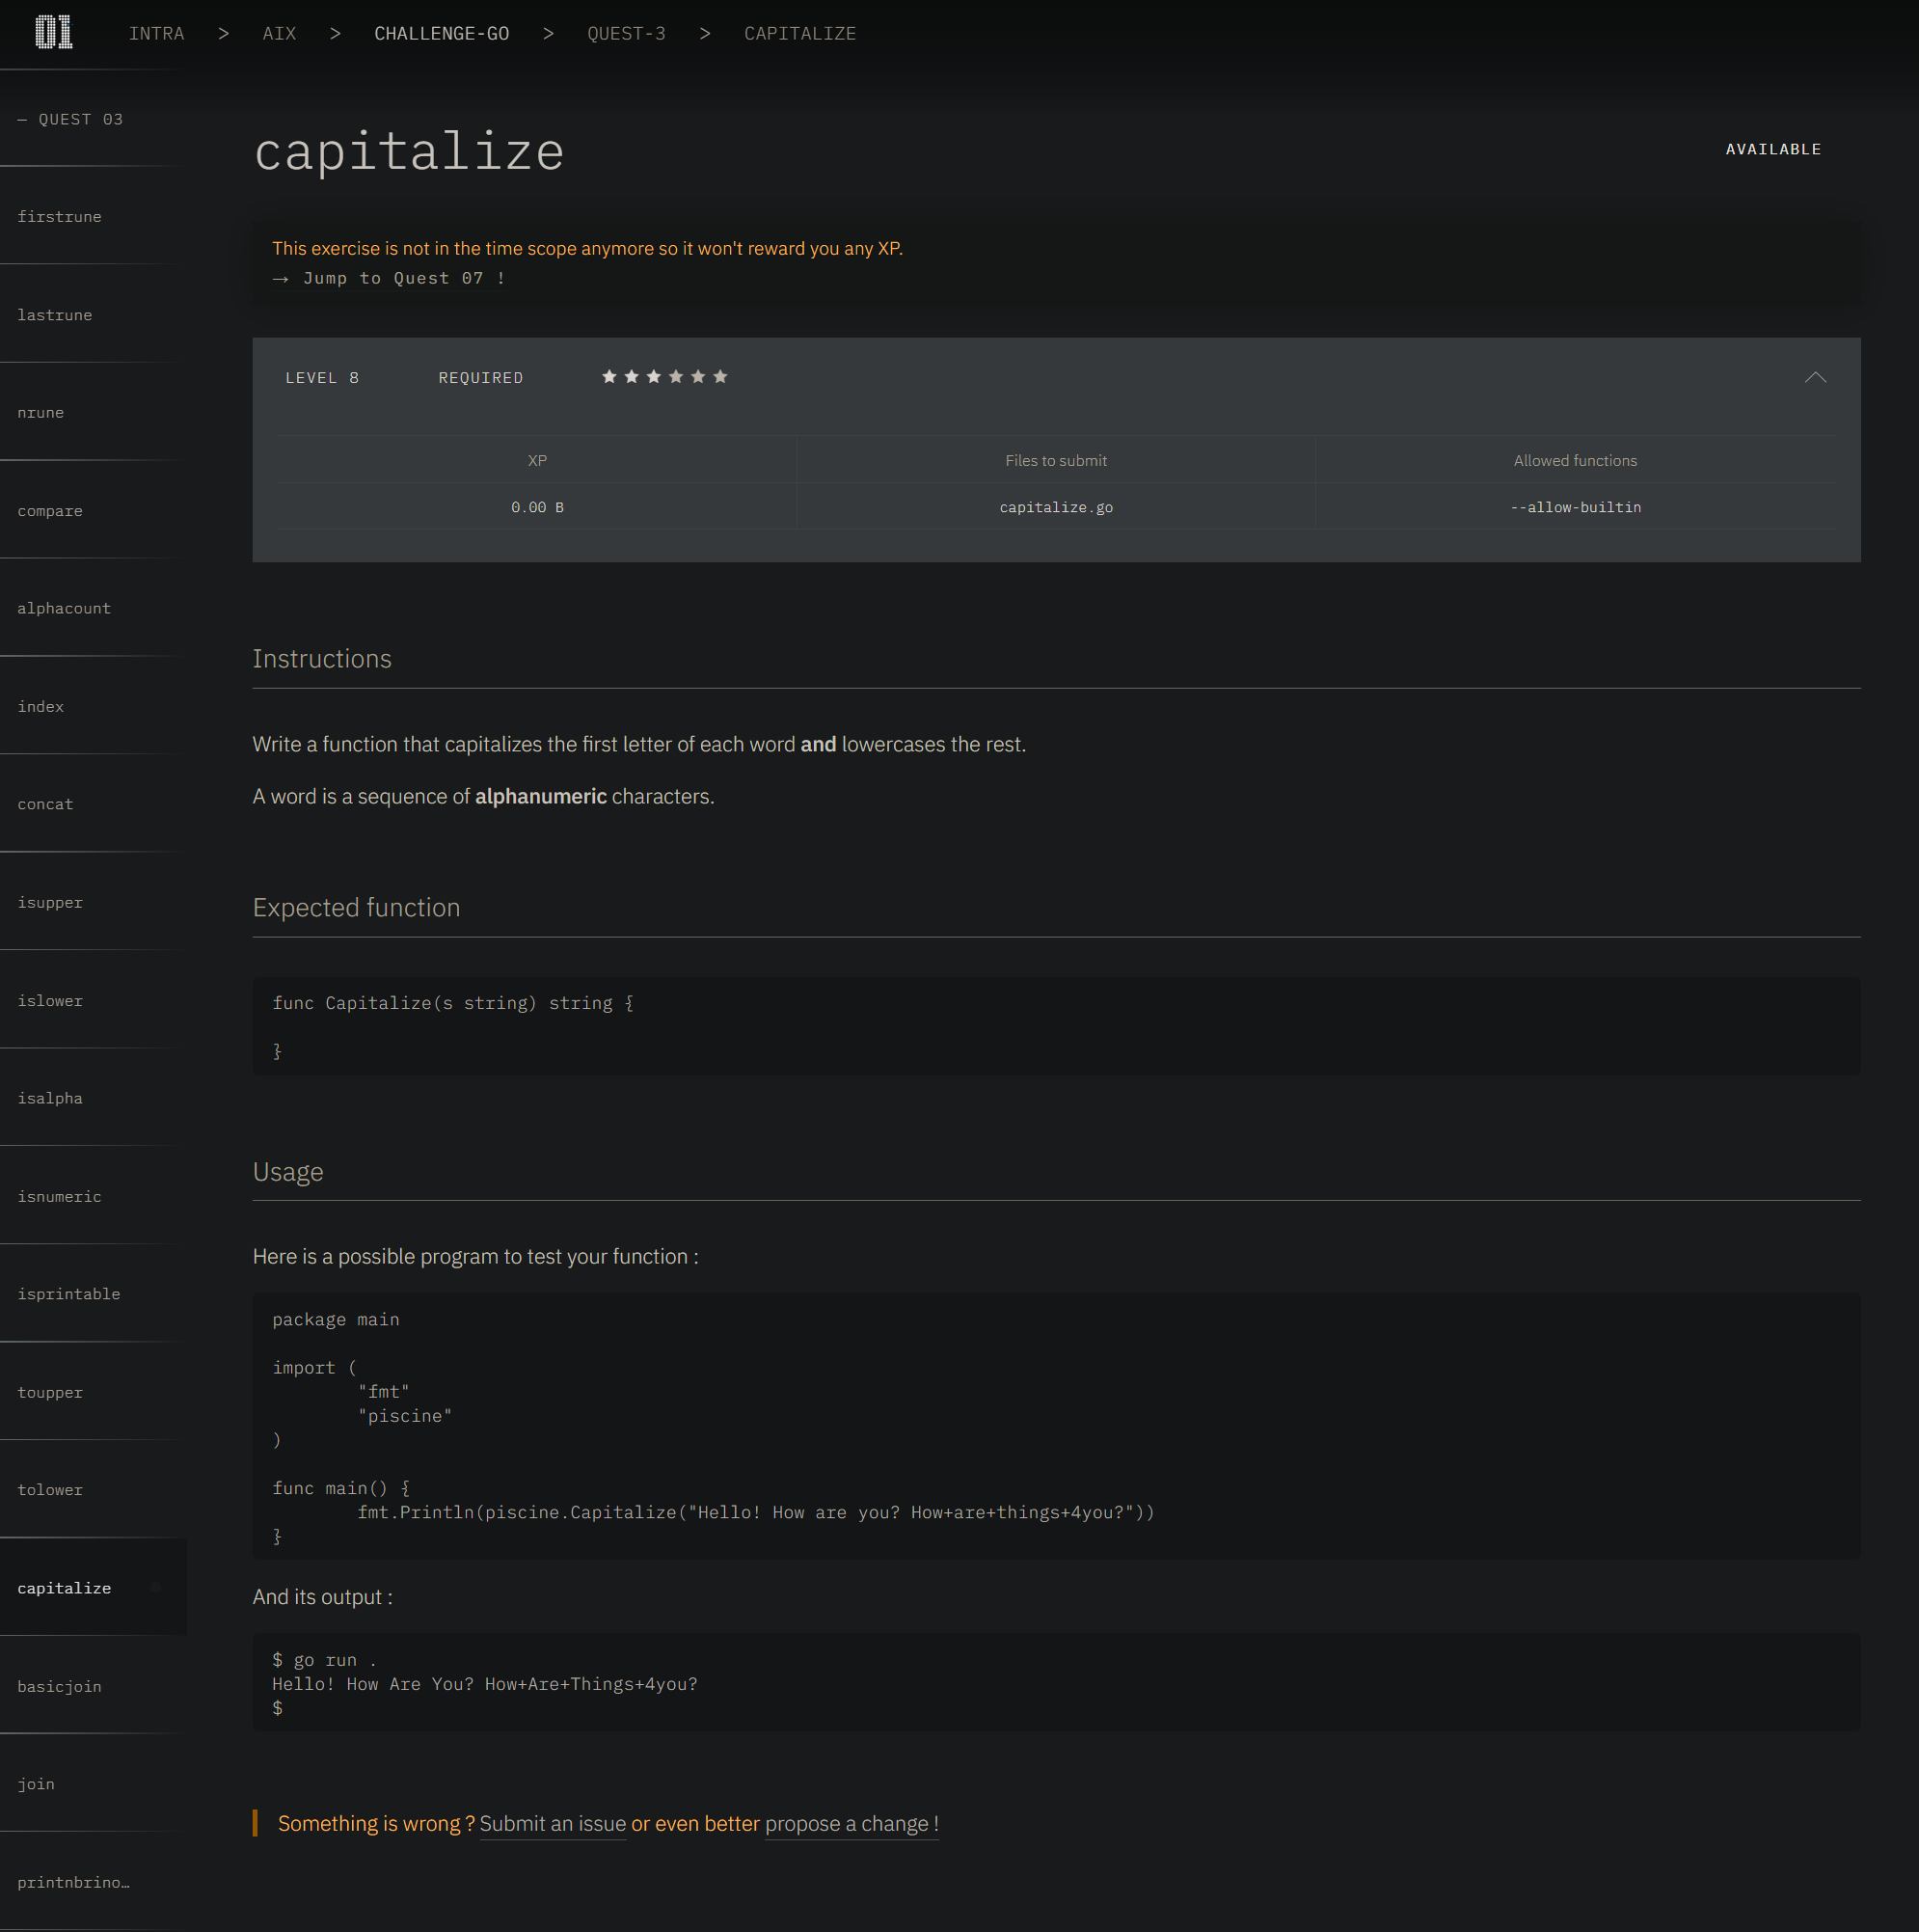 01 INTRA > AIX > CHALLENGE-GO > QUEST-3 > CAPITALIZE
— QUEST 03
firstrune
lastrune
nrune
compare
alphacount
index
concat
isupper
islower
isalpha
isnumeric
isprintable
toupper
tolower
capitalize
basicjoin
join
printnbrino…
capitalize
AVAILABLE
This exercise is not in the time scope anymore so it won't reward you any XP.
→ Jump to Quest 07 !
LEVEL 8 REQUIRED ★★★★★★
XP Files to submit Allowed functions
0.00 B capitalize.go --allow-builtin
Instructions
Write a function that capitalizes the first letter of each word and lowercases the rest.
A word is a sequence of alphanumeric characters.
Expected function
func Capitalize(s string) string {
}
Usage
Here is a possible program to test your function :
package main
import (
"fmt"
"piscine"
)
func main() {
fmt.Println(piscine.Capitalize("Hello! How are you? How+are+things+4you?"))
}
And its output :
$ go run .
Hello! How Are You? How+Are+Things+4you?
$
Something is wrong ? Submit an issue or even better propose a change !